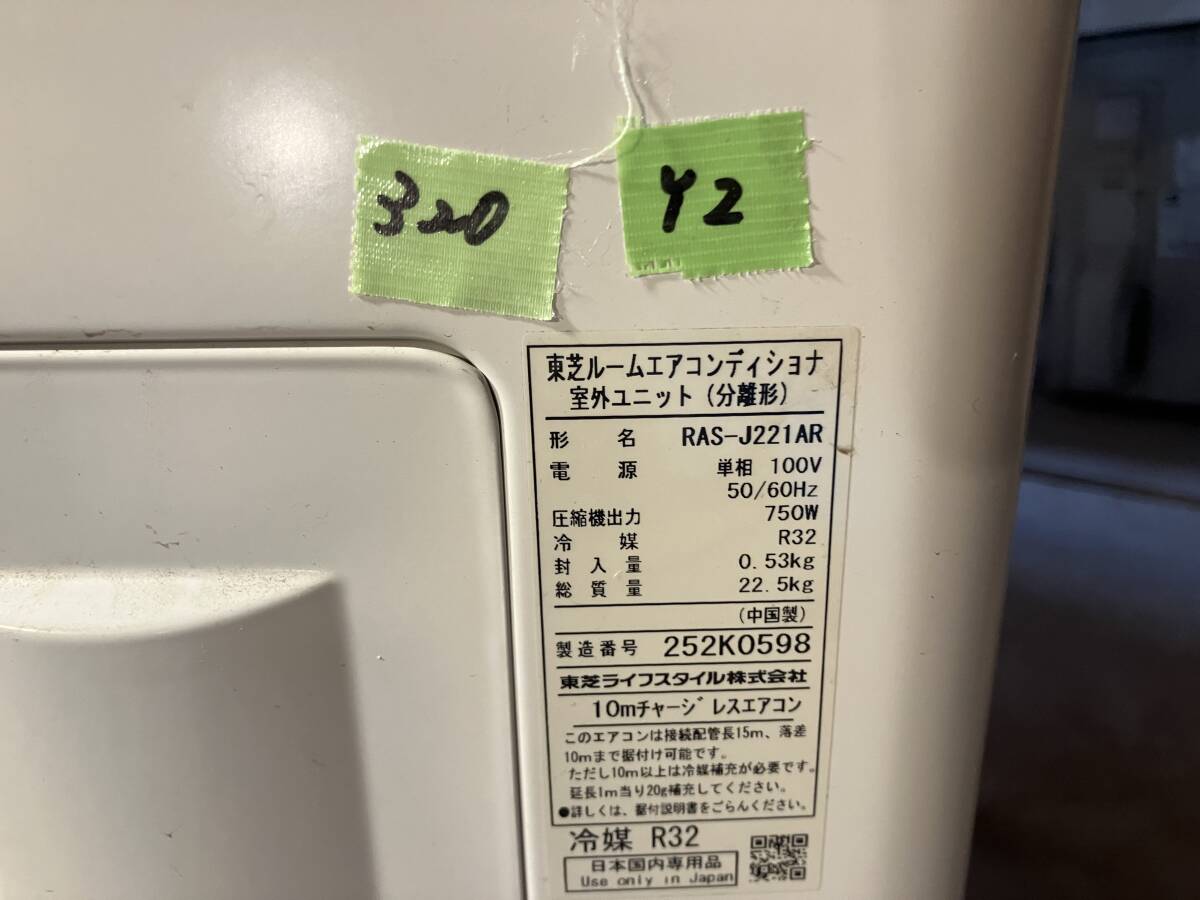 320
Y2
東芝ルームエアコンディショナ
室外ユニット(分離形)
形名 RAS-J221AR
電源 単相 100V
50/60Hz
圧縮機出力 750W
冷媒 R32
封入量 0.53kg
総質量 22.5kg
(中国製)
製造番号 252K0598
東芝ライフスタイル株式会社
10mチャージレスエアコン
このエアコンは接続配管長15m、落差
10mまで据付け可能です。
ただし10m以上は冷媒補充が必要です。
延長1m当り20g補充してください。
●詳しくは、据付説明書をごらんください。
冷媒 R32
日本国内専用品
Use only in Japan